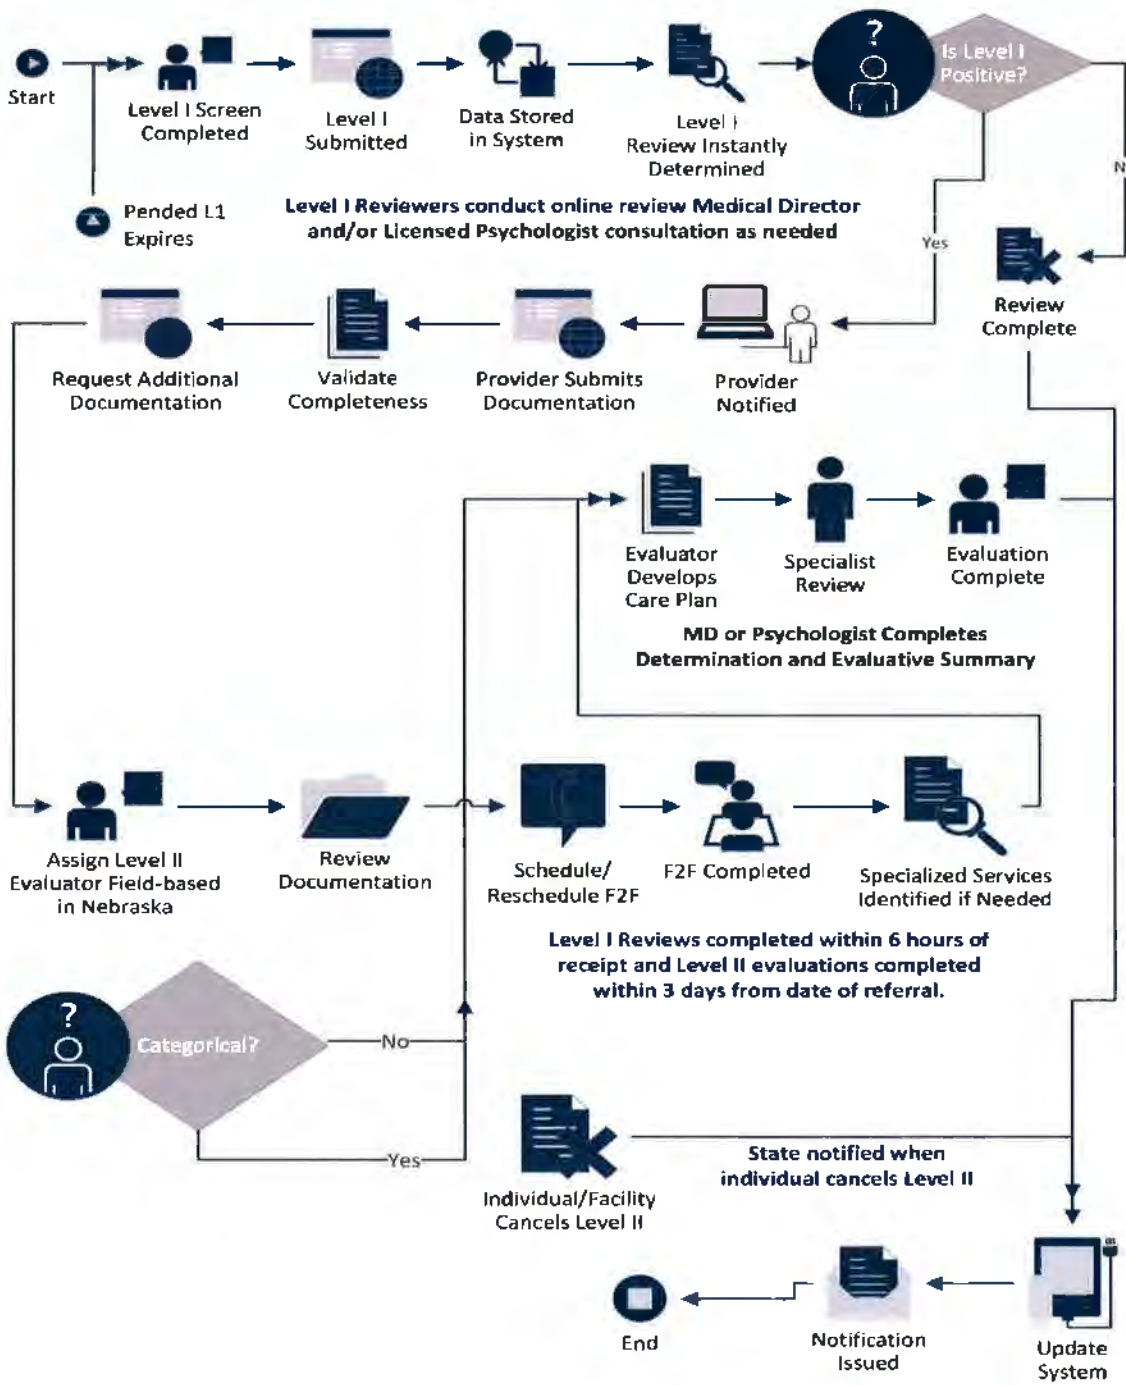 Start
Level I Screen
Completed
Level I
Submitted
Data Stored
in System
Level I
Review Instantly
Determined
?
Is Level I
Positive?
N
Pended L1
Expires
Level I Reviewers conduct online review Medical Director
and/or Licensed Psychologist consultation as needed
Yes
Review
Complete
Request Additional
Documentation
Validate
Completeness
Provider Submits
Documentation
Provider
Notified
Evaluator
Develops
Care Plan
Specialist
Review
Evaluation
Complete
MD or Psychologist Completes
Determination and Evaluative Summary
Assign Level II
Evaluator Field-based
in Nebraska
Review
Documentation
Schedule/
Reschedule F2F
F2F Completed
Specialized Services
Identified if Needed
Level I Reviews completed within 6 hours of
receipt and Level II evaluations completed
within 3 days from date of referral.
?
Categorical?
No
Yes
Individual/Facility
Cancels Level II
State notified when
individual cancels Level II
End
Notification
Issued
Update
System